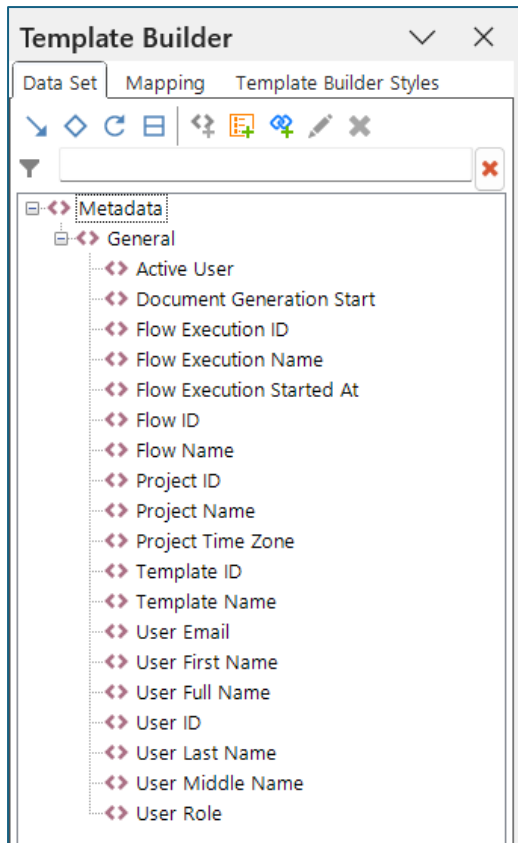 Template Builder
Data Set Mapping Template Builder Styles
Metadata
General
Active User
Document Generation Start
Flow Execution ID
Flow Execution Name
Flow Execution Started At
Flow ID
Flow Name
Project ID
Project Name
Project Time Zone
Template ID
Template Name
User Email
User First Name
User Full Name
User ID
User Last Name
User Middle Name
User Role